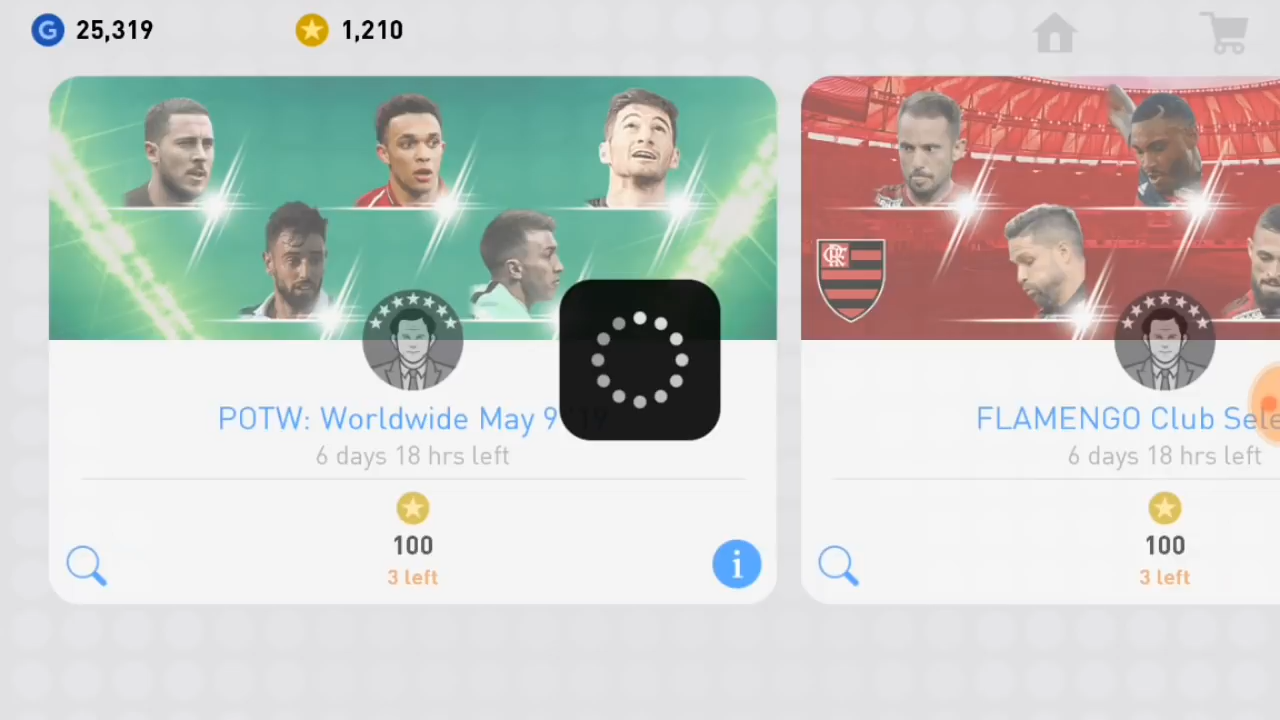 G 25,319
1,210
POTW: Worldwide May 9 '19
6 days 18 hrs left
100
3 left
i
FLAMENGO Club Sele
6 days 18 hrs left
100
3 left